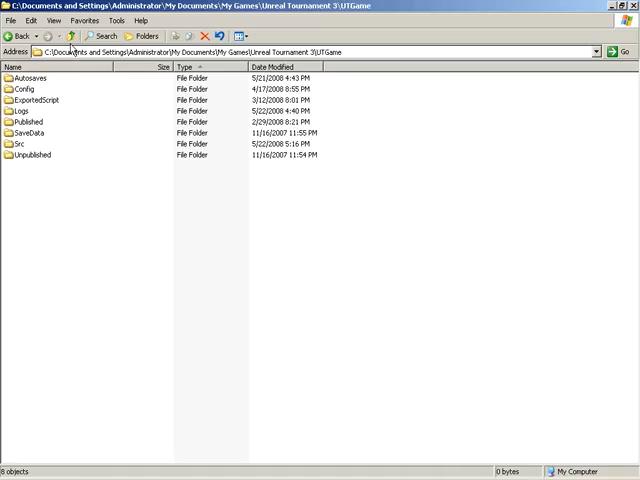 C:\Documents and Settings\Administrator\My Documents\My Games\Unreal Tournament 3\UTGame
File Edit View Favorites Tools Help
Back Search Folders
Address C:\Documents and Settings\Administrator\My Documents\My Games\Unreal Tournament 3\UTGame Go
Name Size Type Date Modified
Autosaves File Folder 5/21/2008 4:43 PM
Config File Folder 4/17/2008 8:55 PM
ExportedScript File Folder 3/12/2008 8:01 PM
Logs File Folder 5/22/2008 4:40 PM
Published File Folder 2/29/2008 8:21 PM
SaveData File Folder 11/16/2007 11:55 PM
Src File Folder 5/22/2008 5:16 PM
Unpublished File Folder 11/16/2007 11:54 PM
8 objects 0 bytes My Computer